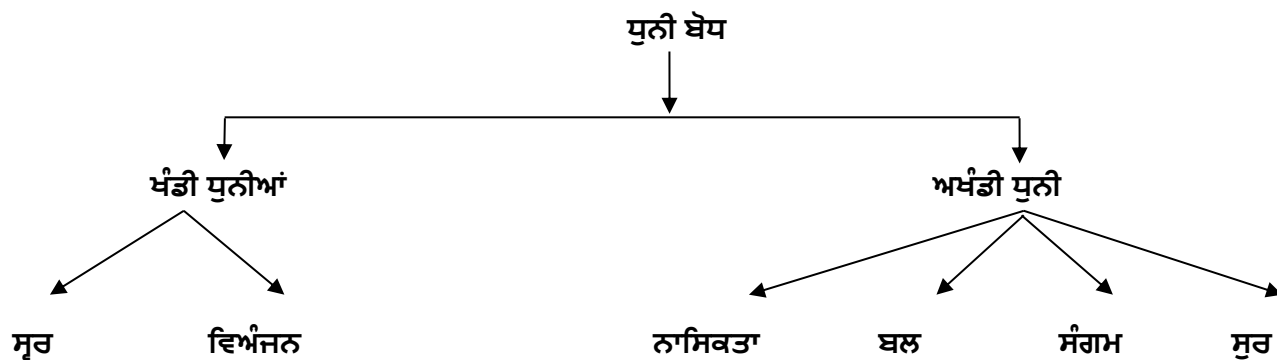 ਧੁਨੀ ਬੋਧ
ਖੰਡੀ ਧੁਨੀਆਂ ਅਖੰਡੀ ਧੁਨੀ
ਸ੍ਵਰ ਵਿਅੰਜਨ ਨਾਸਿਕਤਾ ਬਲ ਸੰਗਮ ਸੁਰ